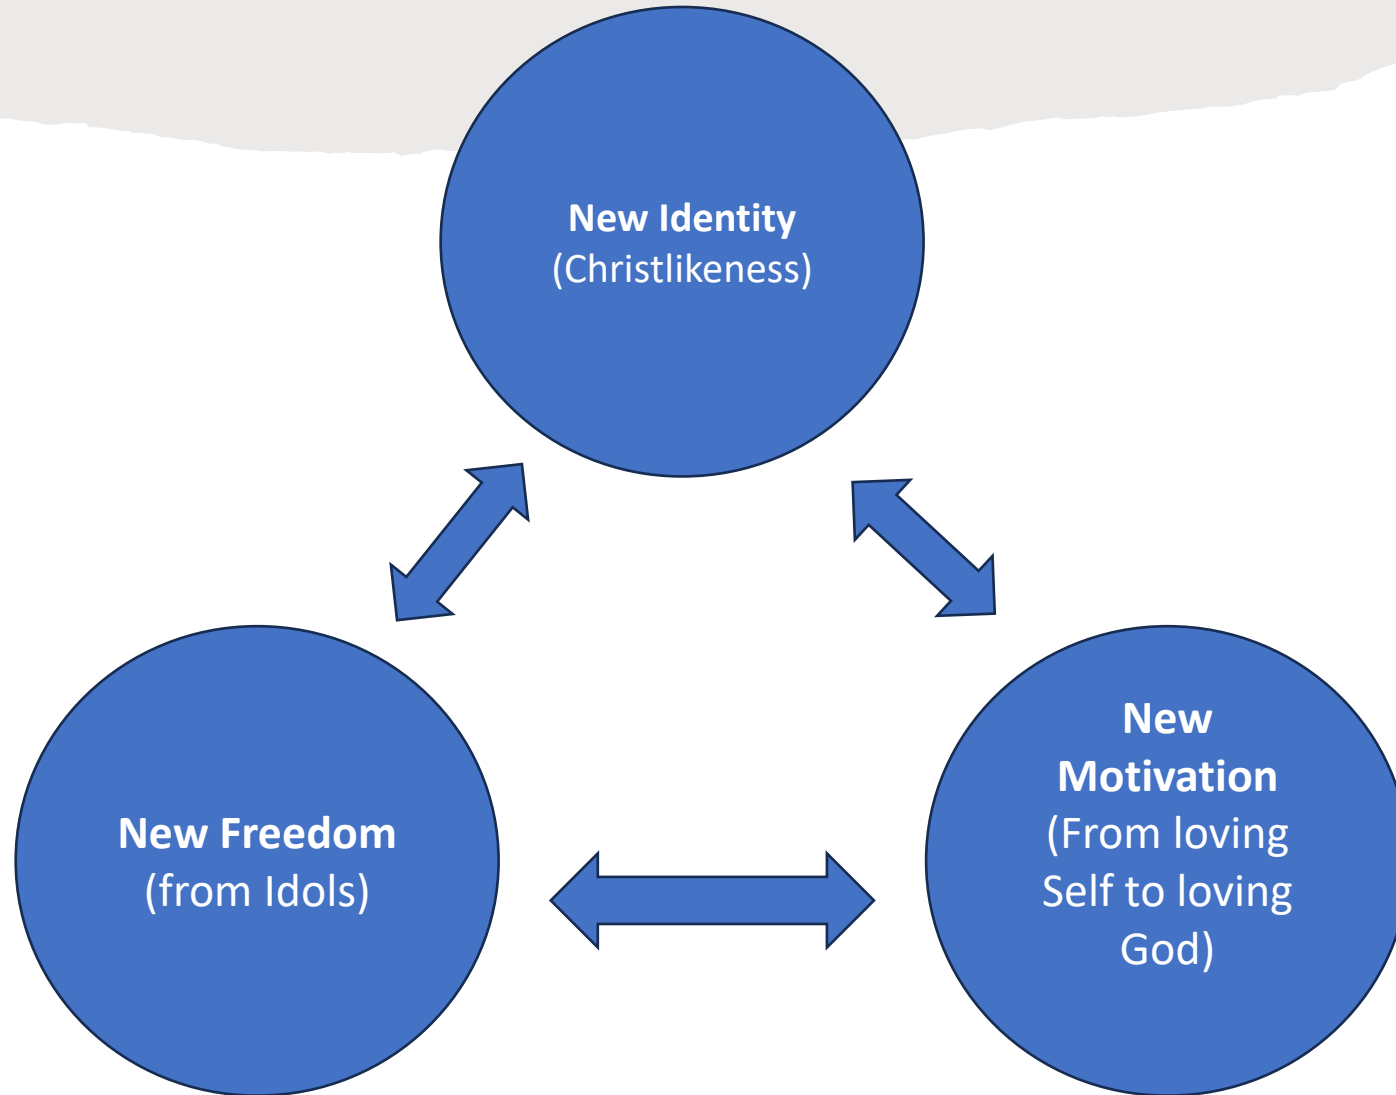 New Identity
(Christlikeness)
New Freedom
(from Idols)
New
Motivation
(From loving
Self to loving
God)